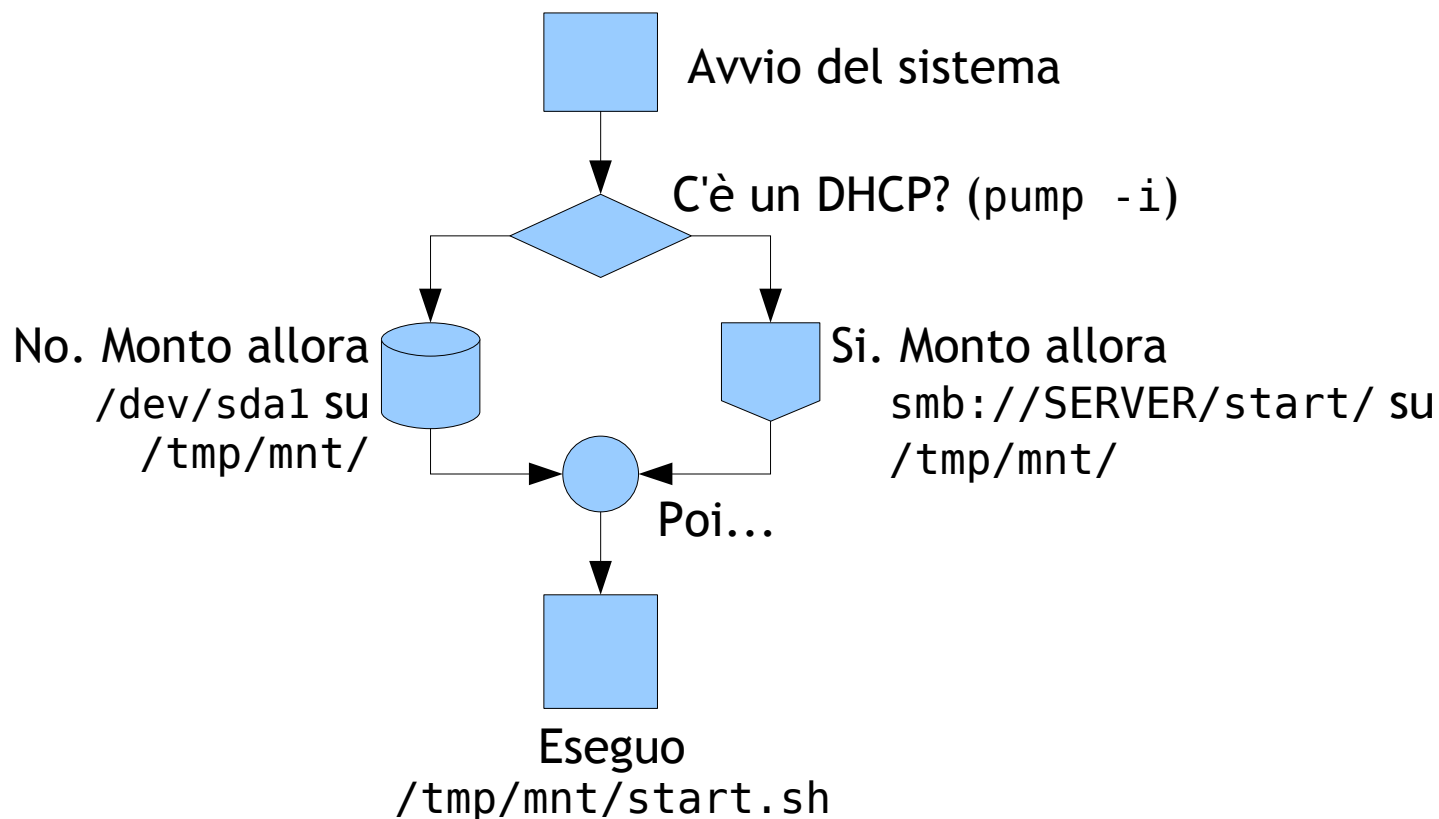 Avvio del sistema
C'è un DHCP? (pump -i)
No. Monto allora
/dev/sda1 su
/tmp/mnt/
Si. Monto allora
smb://SERVER/start/ su
/tmp/mnt/
Poi...
Eseguo
/tmp/mnt/start.sh